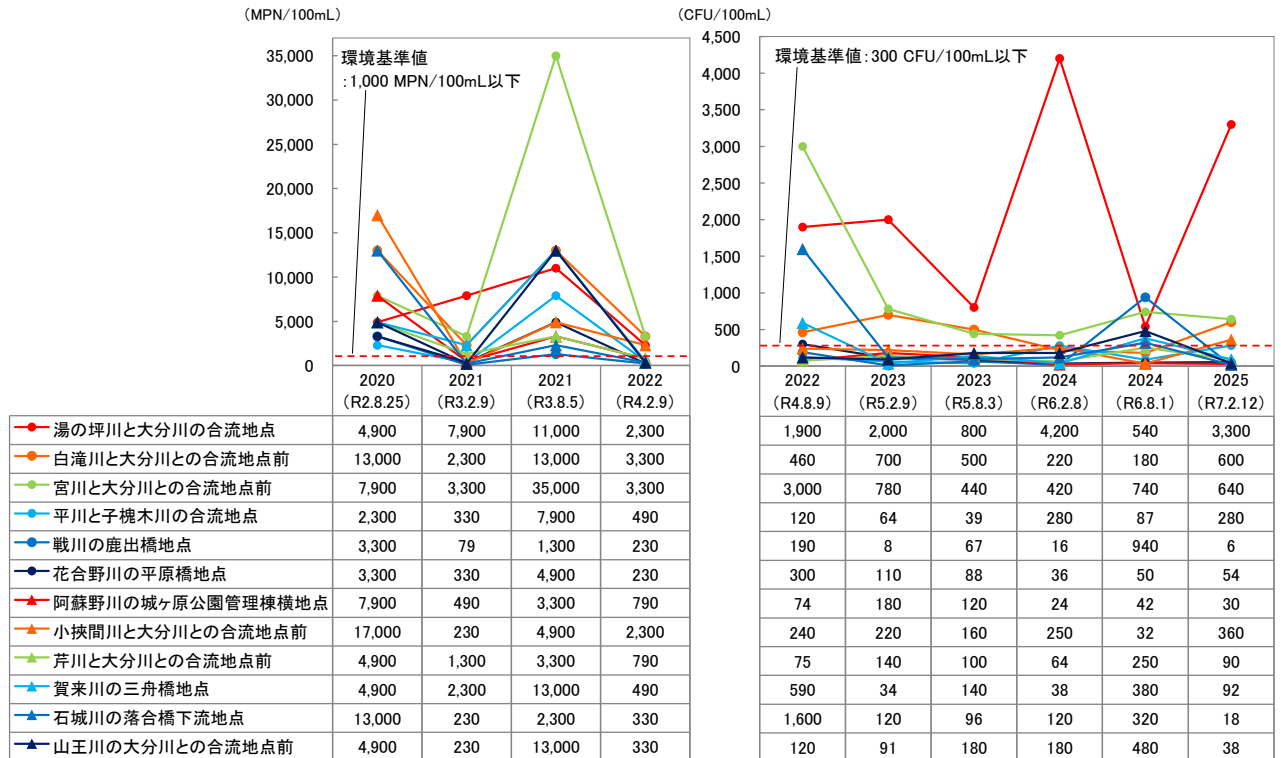 (MPN/100mL)
(CFU/100mL)
環境基準値
:1,000 MPN/100mL以下
35,000
30,000
25,000
20,000
15,000
10,000
5,000
0
環境基準値:300 CFU/100mL以下
4,500
4,000
3,500
3,000
2,500
2,000
1,500
1,000
500
0
2020 2021 2021 2022 2022 2023 2023 2024 2024 2025
(R2.8.25) (R3.2.9) (R3.8.5) (R4.2.9) (R4.8.9) (R5.2.9) (R5.8.3) (R6.2.8) (R6.8.1) (R7.2.12)
湯の坪川と大分川の合流地点 4,900 7,900 11,000 2,300 1,900 2,000 800 4,200 540 3,300
白滝川と大分川との合流地点前 13,000 2,300 13,000 3,300 460 700 500 220 180 600
宮川と大分川との合流地点前 7,900 3,300 35,000 3,300 3,000 780 440 420 740 640
平川と子槐木川の合流地点 2,300 330 7,900 490 120 64 39 280 87 280
戦川の鹿出橋地点 3,300 79 1,300 230 190 8 67 16 940 6
花合野川の平原橋地点 3,300 330 4,900 230 300 110 88 36 50 54
阿蘇野川の城ヶ原公園管理棟横地点 7,900 490 3,300 790 74 180 120 24 42 30
小挾間川と大分川との合流地点前 17,000 230 4,900 2,300 240 220 160 250 32 360
芹川と大分川との合流地点前 4,900 1,300 3,300 790 75 140 100 64 250 90
賀来川の三舟橋地点 4,900 2,300 13,000 490 590 34 140 38 380 92
石城川の落合橋下流地点 13,000 230 2,300 330 1,600 120 96 120 320 18
山王川の大分川との合流地点前 4,900 230 13,000 330 120 91 180 180 480 38